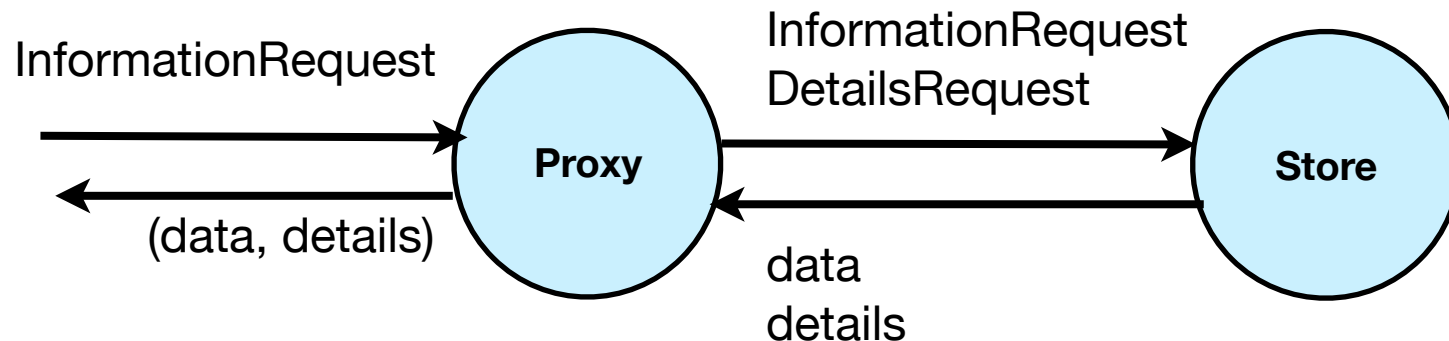 InformationRequest
(data, details)
Proxy
InformationRequest
DetailsRequest
data
details
Store